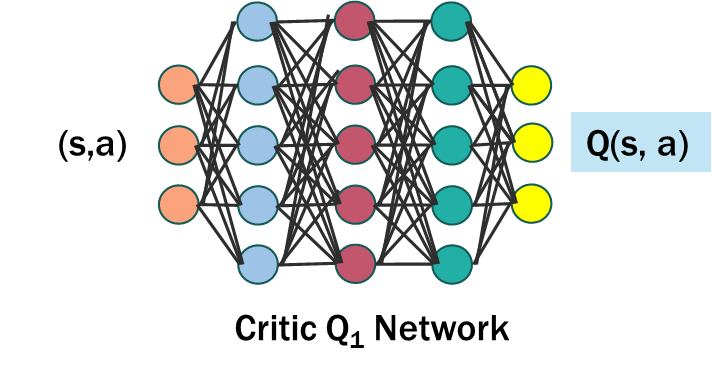 (s,a)
Q(s, a)
Critic Q₁ Network